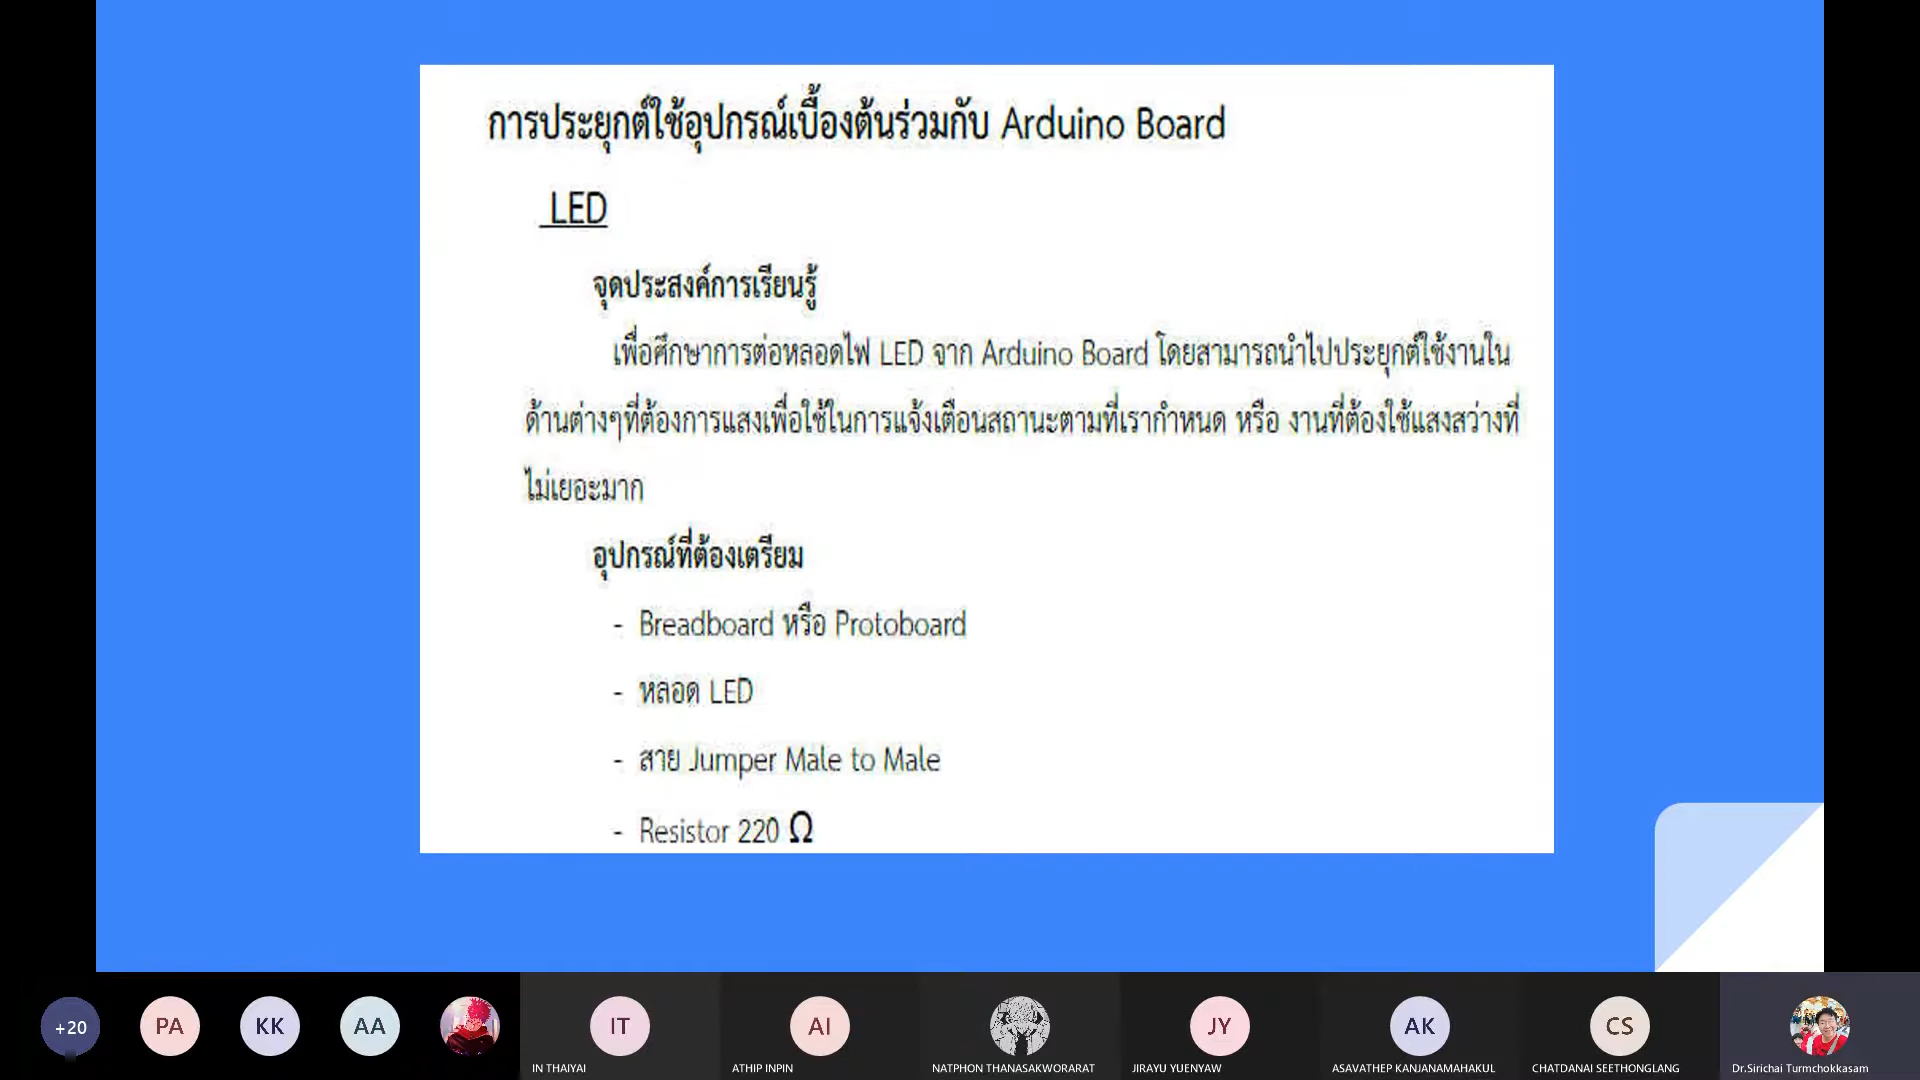 การประยุกต์ใช้อุปกรณ์เบื้องต้นร่วมกับ Arduino Board
LED
จุดประสงค์การเรียนรู้
เพื่อศึกษาการต่อหลอดไฟ LED จาก Arduino Board โดยสามารถนำไปประยุกต์ใช้งานใน
ด้านต่างๆที่ต้องการแสงเพื่อใช้ในการแจ้งเตือนสถานะตามที่เรากำหนด หรือ งานที่ต้องใช้แสงสว่างที่
ไม่เยอะมาก
อุปกรณ์ที่ต้องเตรียม
- Breadboard หรือ Protoboard
- หลอด LED
- สาย Jumper Male to Male
- Resistor 220 Ω
+20 PA KK AA IT AI JY AK CS
IN THAIYAI ATHIP INPIN NATPHON THANASAKWORARAT JIRAYU YUENYAW ASAVATHEP KANJANAMAHAKUL CHATDANAI SEETHONGLANG Dr.Sirichai Turmchokkasam